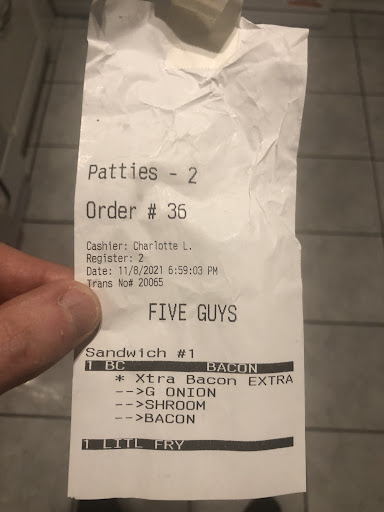 Patties - 2
Order # 36
Cashier: Charlotte L.
Register: 2
Date: 11/8/2021 6:59:03 PM
Trans No# 20065
FIVE GUYS
Sandwich #1
1 BC BACON
* Xtra Bacon EXTRA
-->G ONION
-->SHROOM
-->BACON
1 LITL FRY